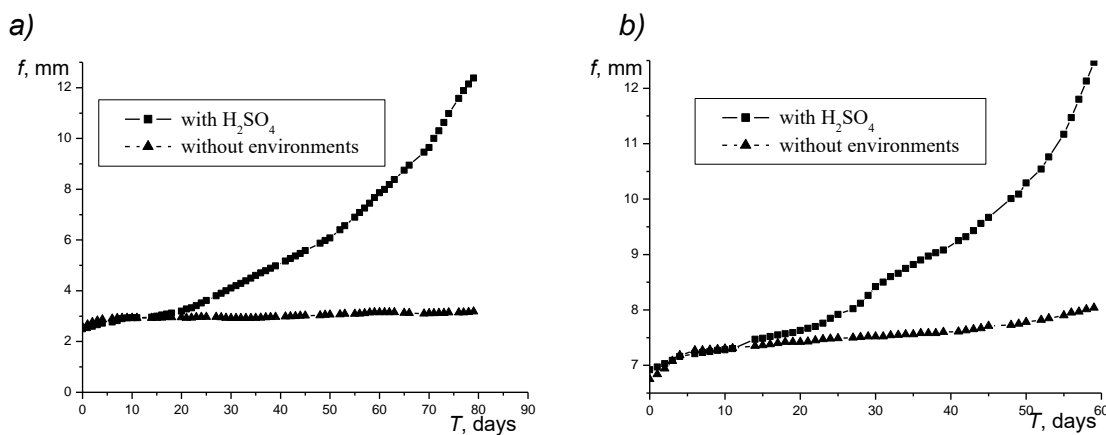 a)
f, mm
12
10
8
6
4
2
0
with H₂SO₄
without environments
0 10 20 30 40 50 60 70 80 90
T, days
b)
f, mm
12
11
10
9
8
7
with H₂SO₄
without environments
0 10 20 30 40 50 60
T, days